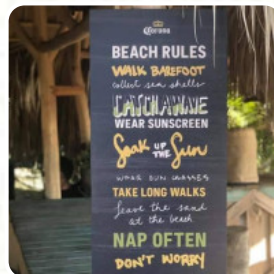 Corona
BEACH RULES
WALK BAREFOOT
collect sea shells
CATCH A WAVE
WEAR SUNSCREEN
Soak UP THE Sun
WEAR SUN GLASSES
TAKE LONG WALKS
leave the sand
at the beach
NAP OFTEN
DON'T WORRY